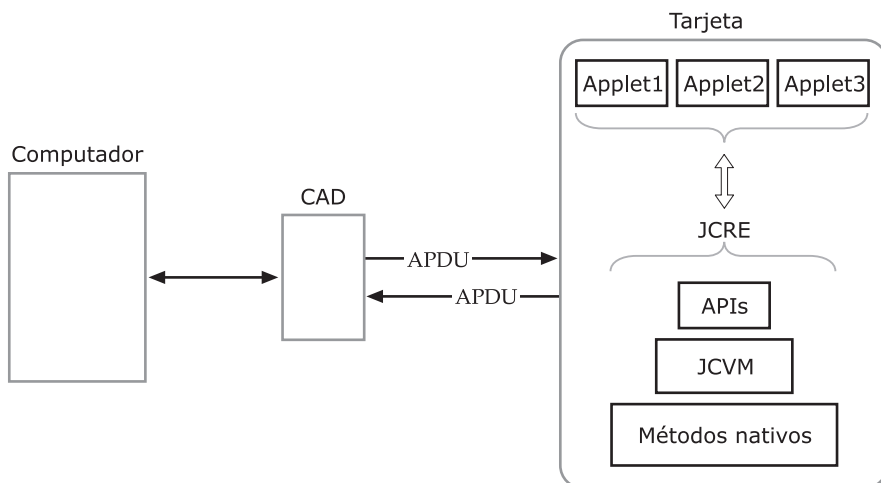 Tarjeta
Applet1 Applet2 Applet3
Computador
CAD
JCRE
APDU
APDU
APIs
JCVM
Métodos nativos